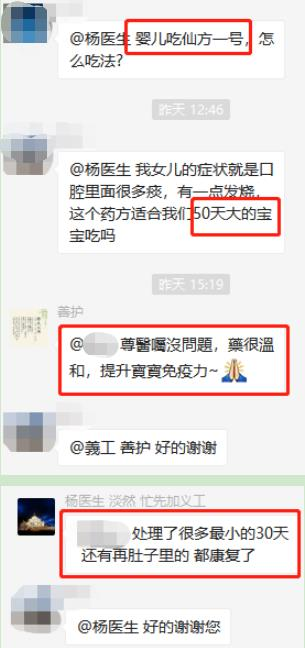 @杨医生 婴儿吃仙方一号，怎
么吃法？
昨天 12:46
@杨医生 我女儿的症状就是口
腔里面很多痰，有一点发烧，
这个药方适合我们50天大的宝
宝吃吗
昨天 15:19
善护
@ 尊醫囑沒問題，藥很溫
和，提升寶寶免疫力~🙏
@義工 善护 好的谢谢
杨医生 淡然 忙先加义工
处理了很多最小的30天
还有再肚子里的 都康复了
@杨医生 好的谢谢您